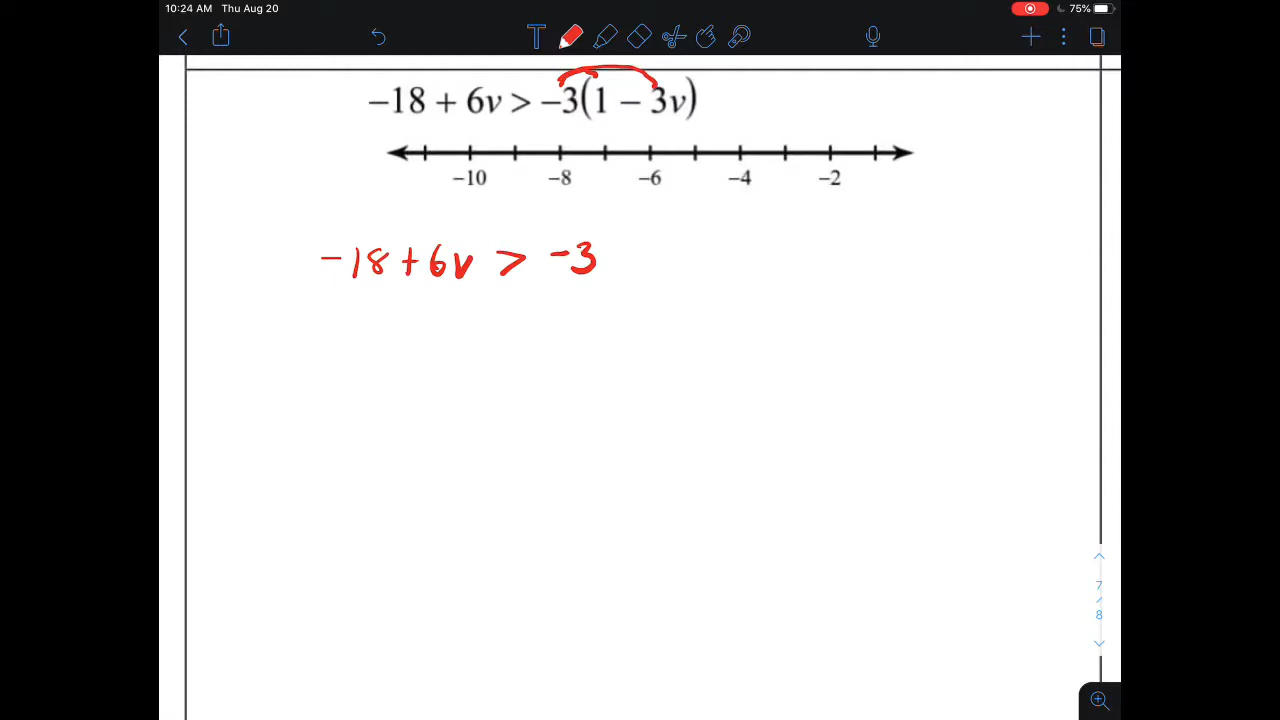 10:24 AM Thu Aug 20
75%
T
−18 + 6v > −3(1 − 3v)
−10 −8 −6 −4 −2
-18+6v > -3
7
/
8